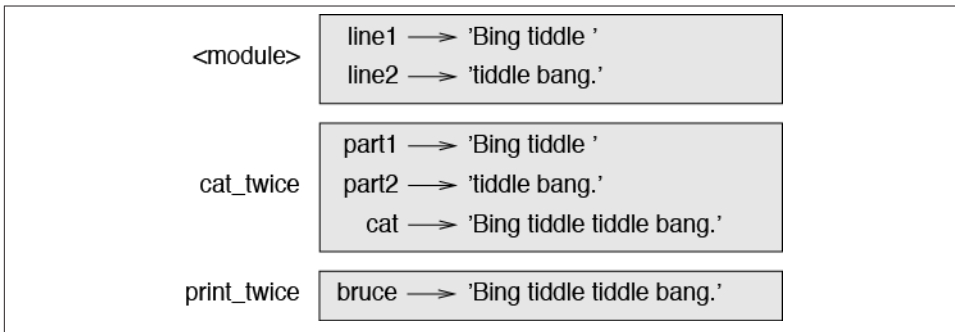 <module>
line1 → ’Bing tiddle ’
line2 → ’tiddle bang.’
cat_twice
part1 → ’Bing tiddle ’
part2 → ’tiddle bang.’
cat → ’Bing tiddle tiddle bang.’
print_twice
bruce → ’Bing tiddle tiddle bang.’